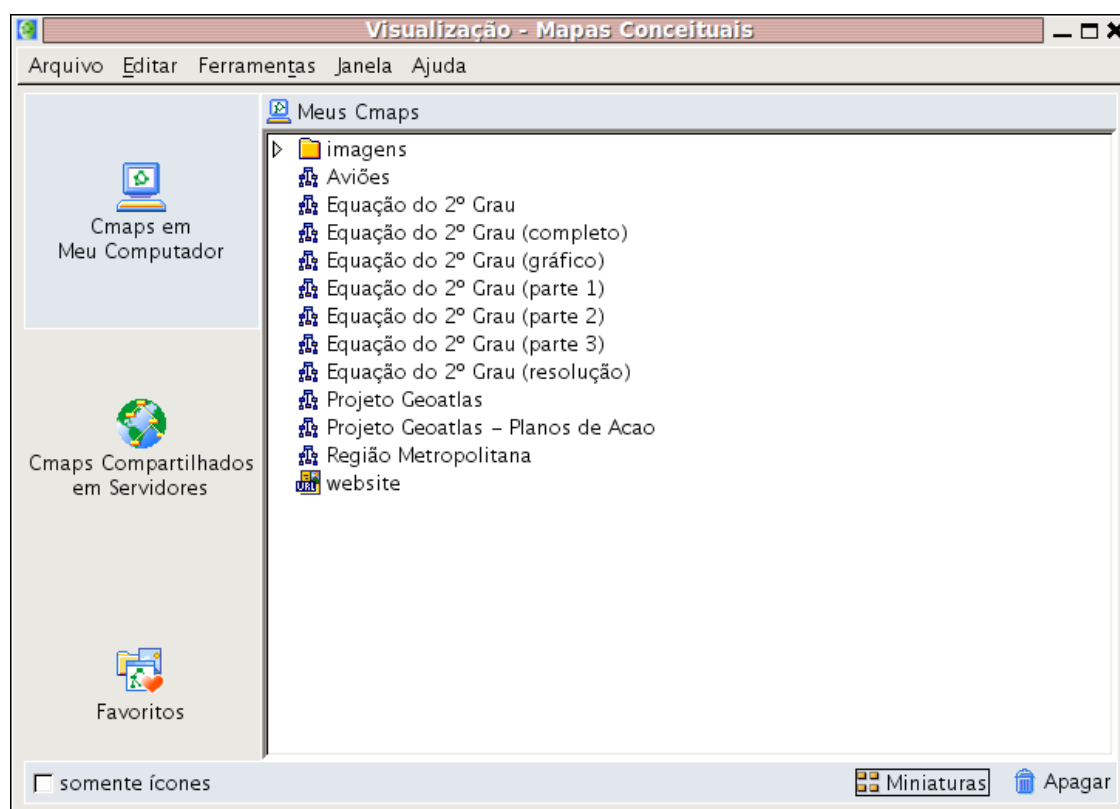 Visualização - Mapas Conceituais
Arquivo Editar Ferramentas Janela Ajuda
Meus Cmaps
Cmaps em
Meu Computador
Cmaps Compartilhados
em Servidores
Favoritos
imagens
Aviões
Equação do 2º Grau
Equação do 2º Grau (completo)
Equação do 2º Grau (gráfico)
Equação do 2º Grau (parte 1)
Equação do 2º Grau (parte 2)
Equação do 2º Grau (parte 3)
Equação do 2º Grau (resolução)
Projeto Geoatlas
Projeto Geoatlas – Planos de Acao
Região Metropolitana
URL website
somente ícones Miniaturas Apagar